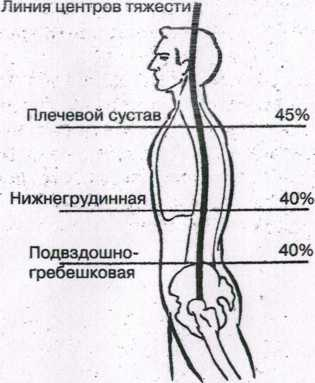 Линия центров тяжести
Плечевой сустав 45%
Нижнегрудинная 40%
Подвздошно- 40%
гребешковая